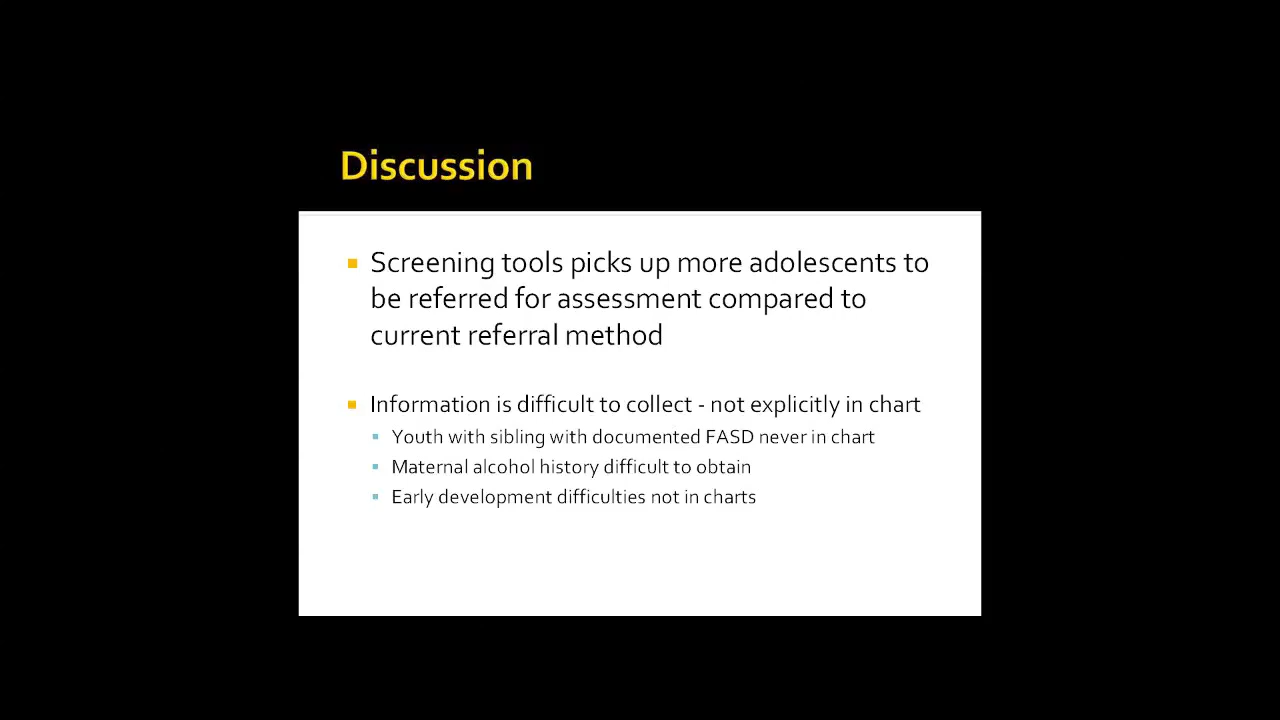 Discussion
Screening tools picks up more adolescents to
be referred for assessment compared to
current referral method
Information is difficult to collect - not explicitly in chart
Youth with sibling with documented FASD never in chart
Maternal alcohol history difficult to obtain
Early development difficulties not in charts